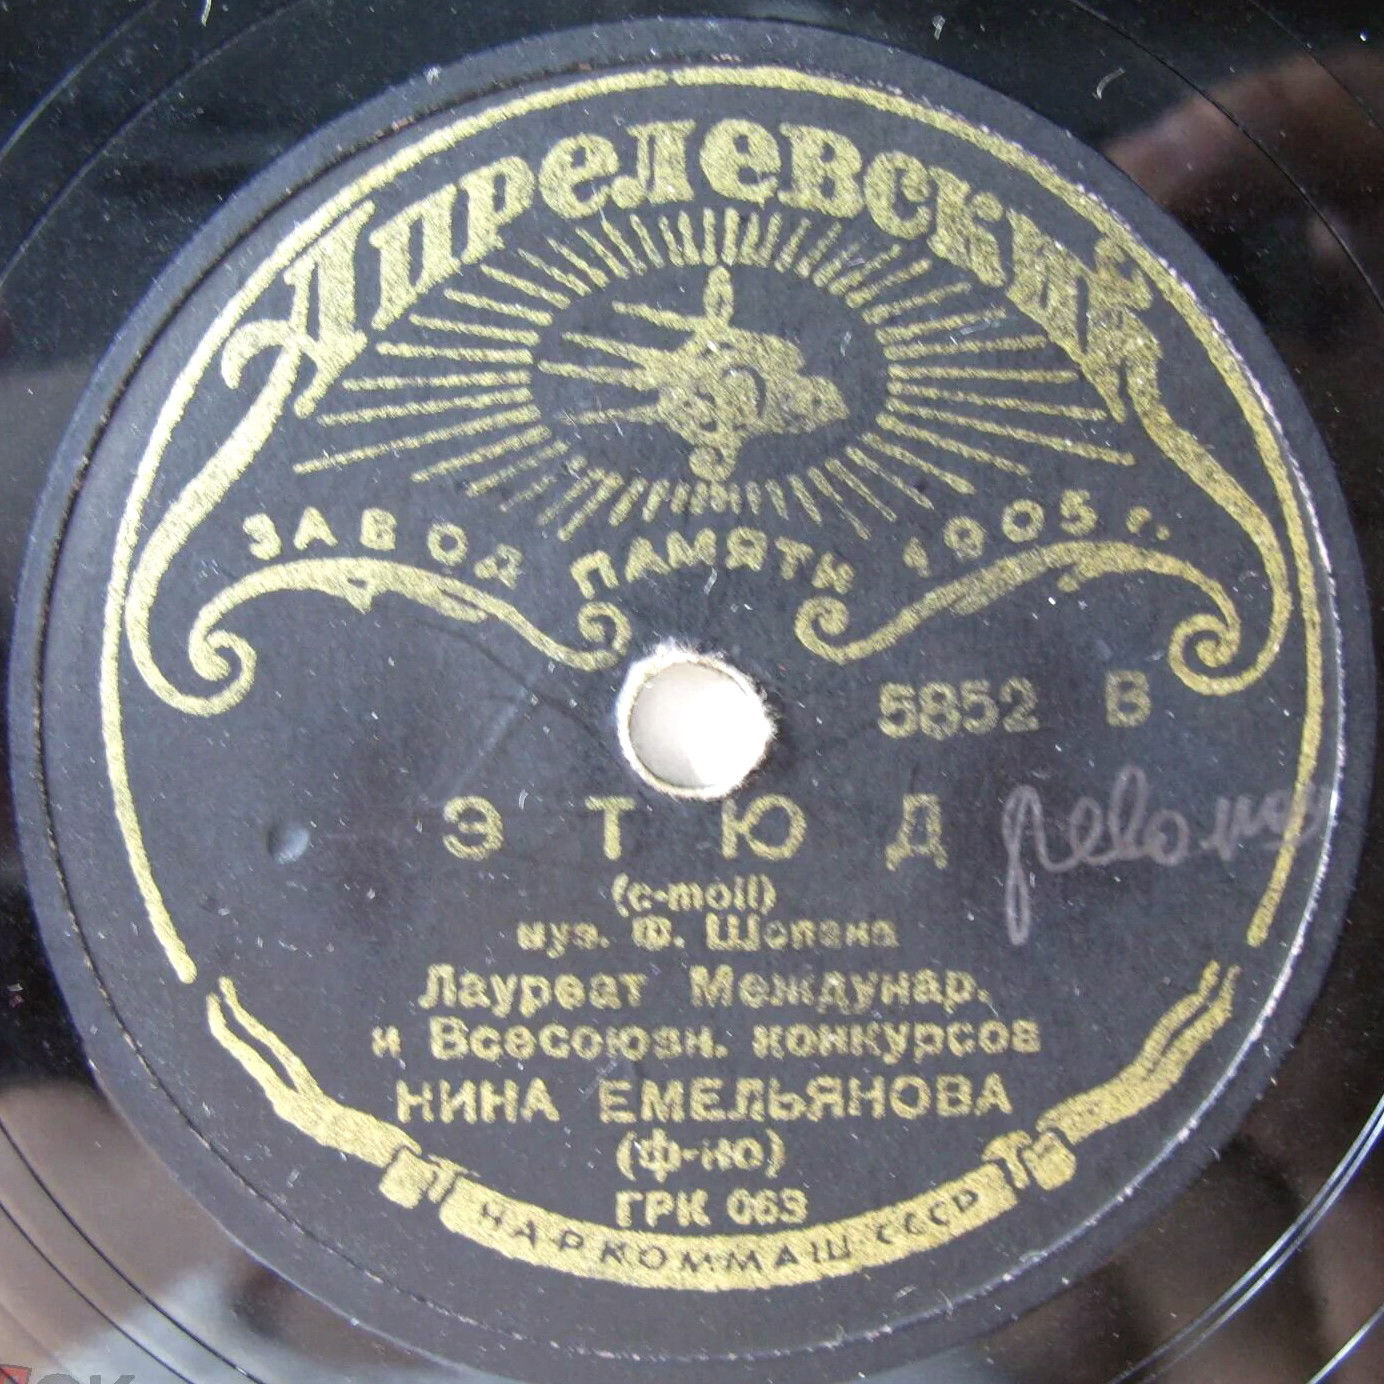 Апрелевский
ЗАВОД ПАМЯТИ 1905 г.
5852 В
ЭТЮД
(c-moll)
муз. Ф. Шопена
Лауреат Междунар.
и Всесоюзн. конкурсов
НИНА ЕМЕЛЬЯНОВА
(ф-но)
ГРК 063
НАРКОММАШ·СССР